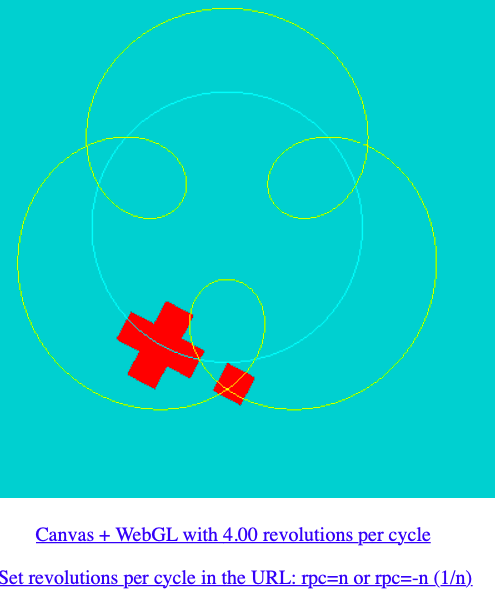 Canvas + WebGL with 4.00 revolutions per cycle
Set revolutions per cycle in the URL: rpc=n or rpc=-n (1/n)